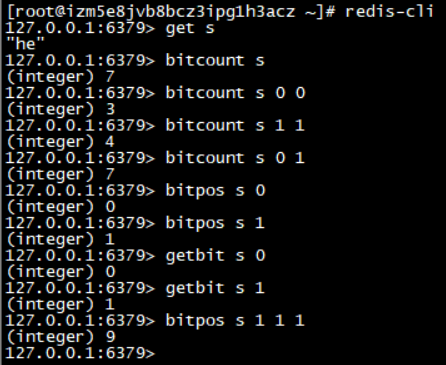 [root@izm5e8jvb8bcz3ipg1h3acz ~]# redis-cli
127.0.0.1:6379> get s
"he"
127.0.0.1:6379> bitcount s
(integer) 7
127.0.0.1:6379> bitcount s 0 0
(integer) 3
127.0.0.1:6379> bitcount s 1 1
(integer) 4
127.0.0.1:6379> bitcount s 0 1
(integer) 7
127.0.0.1:6379> bitpos s 0
(integer) 0
127.0.0.1:6379> bitpos s 1
(integer) 1
127.0.0.1:6379> getbit s 0
(integer) 0
127.0.0.1:6379> getbit s 1
(integer) 1
127.0.0.1:6379> bitpos s 1 1 1
(integer) 9
127.0.0.1:6379>